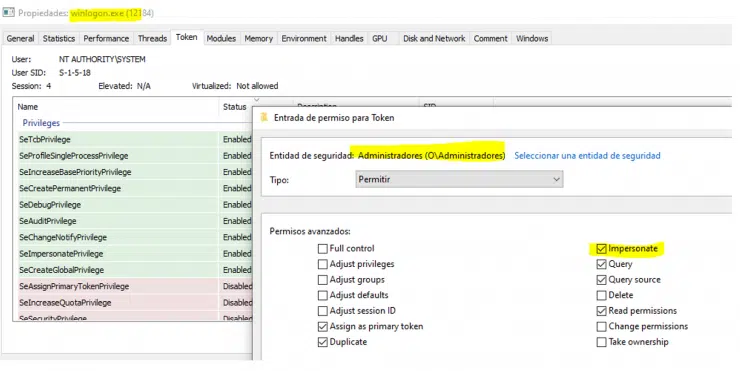 Propiedades: winlogon.exe (12184)
General Statistics Performance Threads Token Modules Memory Environment Handles GPU Disk and Network Comment Windows
User: NT AUTHORITY\SYSTEM
User SID: S-1-5-18
Session: 4 Elevated: N/A Virtualized: Not allowed
Name Status Description SID
Privileges
SeTcbPrivilege Enabled
SeProfileSingleProcessPrivilege Enabled
SeIncreaseBasePriorityPrivilege Enabled
SeCreatePermanentPrivilege Enabled
SeDebugPrivilege Enabled
SeAuditPrivilege Enabled
SeChangeNotifyPrivilege Enabled
SeImpersonatePrivilege Enabled
SeCreateGlobalPrivilege Enabled
SeAssignPrimaryTokenPrivilege Disabled
SeIncreaseQuotaPrivilege Disabled
SeSecurityPrivilege Disabled
Entrada de permiso para Token
Entidad de seguridad: Administradores (O\Administradores) Seleccionar una entidad de seguridad
Tipo: Permitir
Permisos avanzados:
Full control Impersonate
Adjust privileges Query
Adjust groups Query source
Adjust defaults Delete
Adjust session ID Read permissions
Assign as primary token Change permissions
Duplicate Take ownership